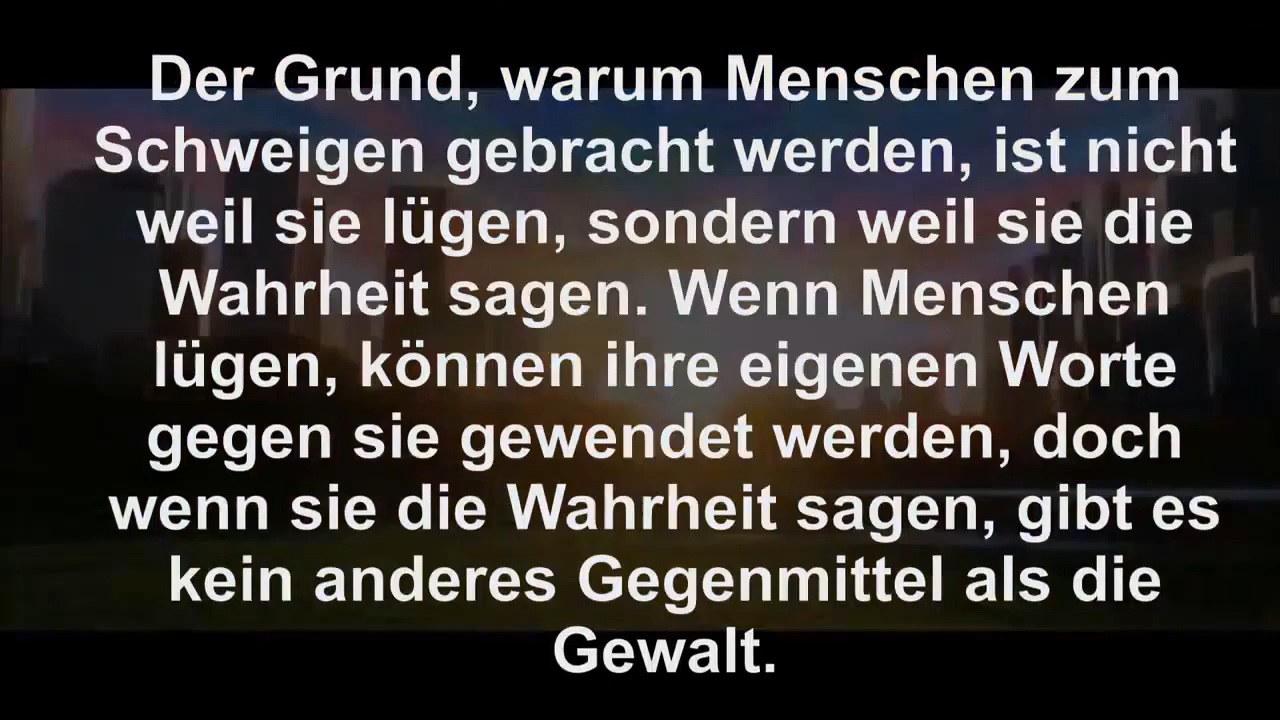 Der Grund, warum Menschen zum
Schweigen gebracht werden, ist nicht
weil sie lügen, sondern weil sie die
Wahrheit sagen. Wenn Menschen
lügen, können ihre eigenen Worte
gegen sie gewendet werden, doch
wenn sie die Wahrheit sagen, gibt es
kein anderes Gegenmittel als die
Gewalt.